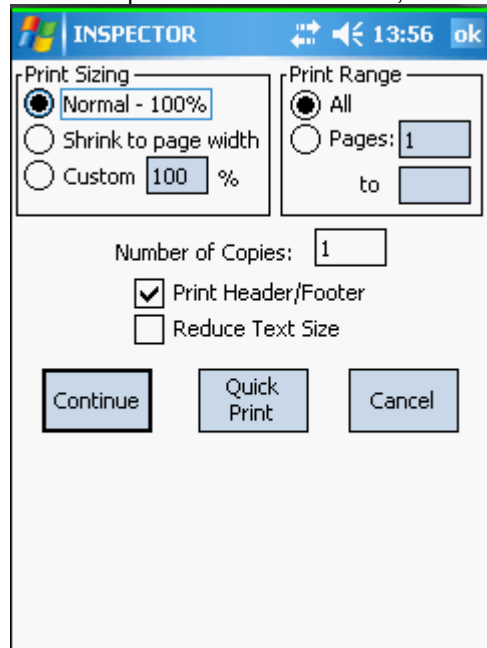 INSPECTOR 13:56 ok
Print Sizing
Normal - 100%
Shrink to page width
Custom 100 %
Print Range
All
Pages: 1
to
Number of Copies: 1
Print Header/Footer
Reduce Text Size
Continue
Quick
Print
Cancel